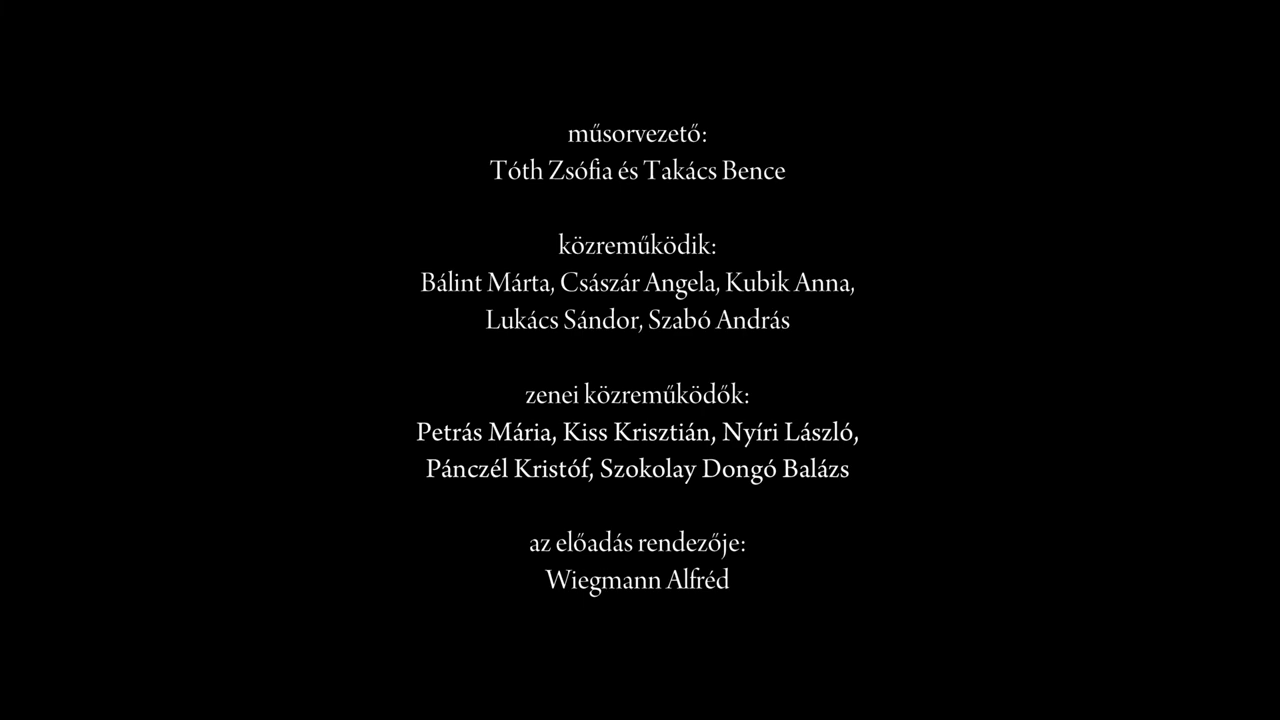 műsorvezető:
Tóth Zsófia és Takács Bence
közreműködik:
Bálint Márta, Császár Angela, Kubik Anna,
Lukács Sándor, Szabó András
zenei közreműködők:
Petrás Mária, Kiss Krisztián, Nyíri László,
Pánczél Kristóf, Szokolay Dongó Balázs
az előadás rendezője:
Wiegmann Alfréd